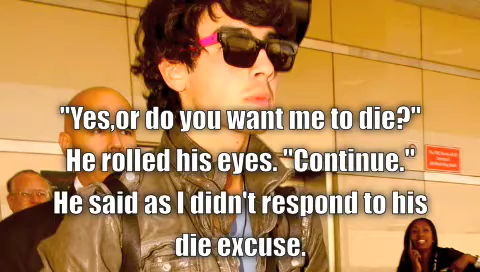 "Yes,or do you want me to die?"
He rolled his eyes. "Continue."
He said as I didn't respond to his
die excuse.